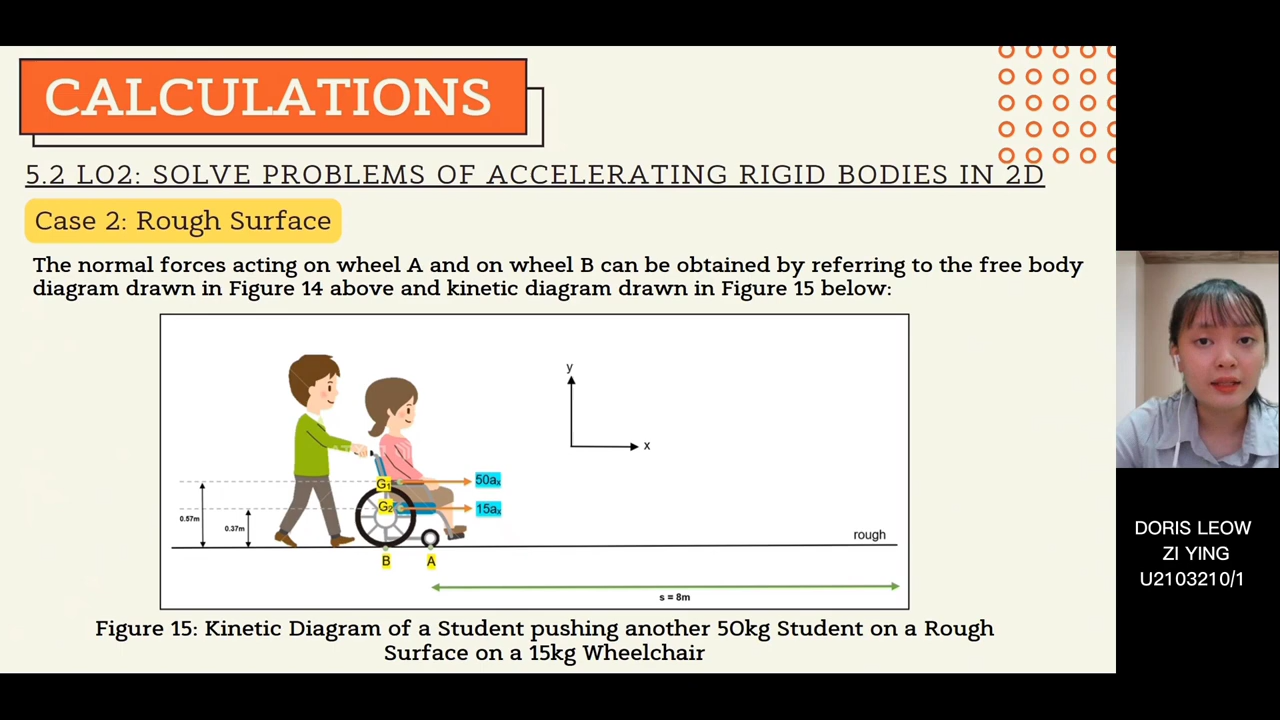 CALCULATIONS
5.2 LO2: SOLVE PROBLEMS OF ACCELERATING RIGID BODIES IN 2D
Case 2: Rough Surface
The normal forces acting on wheel A and on wheel B can be obtained by referring to the free body
diagram drawn in Figure 14 above and kinetic diagram drawn in Figure 15 below:
y
x
G₁
50aₓ
G₂
15aₓ
0.57m
0.37m
rough
B
A
s = 8m
Figure 15: Kinetic Diagram of a Student pushing another 50kg Student on a Rough
Surface on a 15kg Wheelchair
DORIS LEOW
ZI YING
U2103210/1